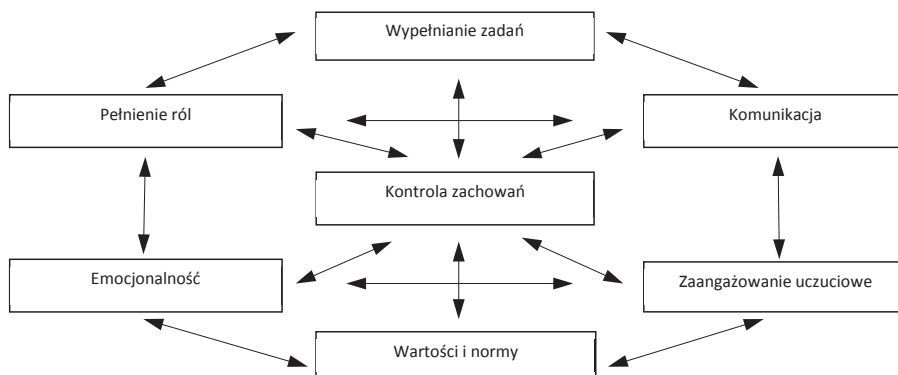 Wypełnianie zadań
Pełnienie ról
Komunikacja
Kontrola zachowań
Emocjonalność
Zaangażowanie uczuciowe
Wartości i normy